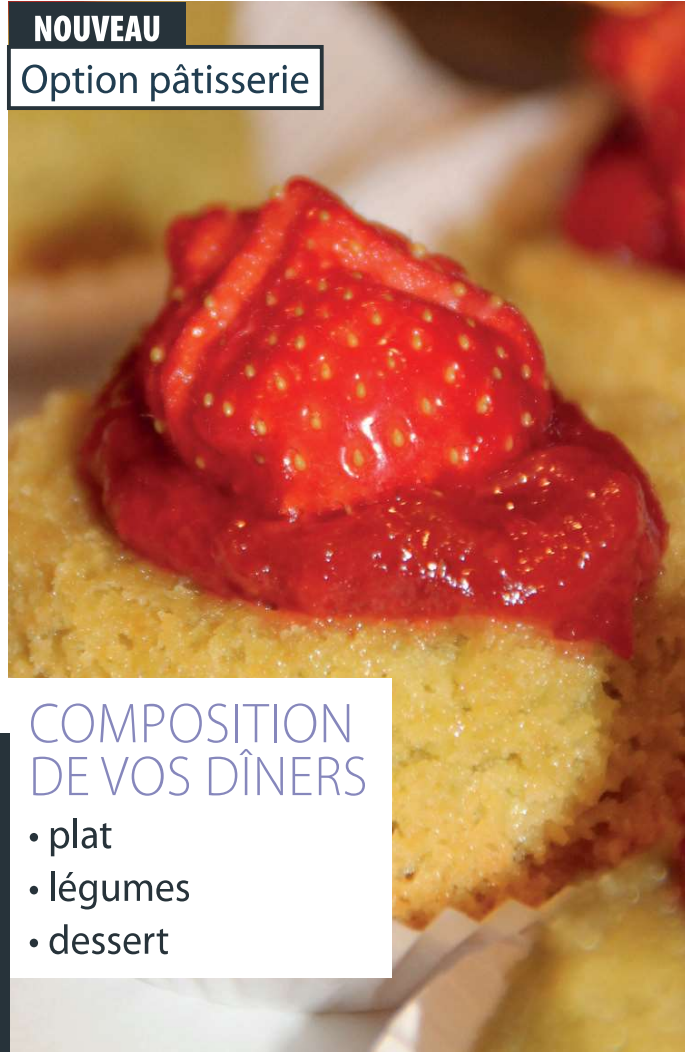 NOUVEAU
Option pâtisserie
COMPOSITION
DE VOS DÎNERS
• plat
• légumes
• dessert